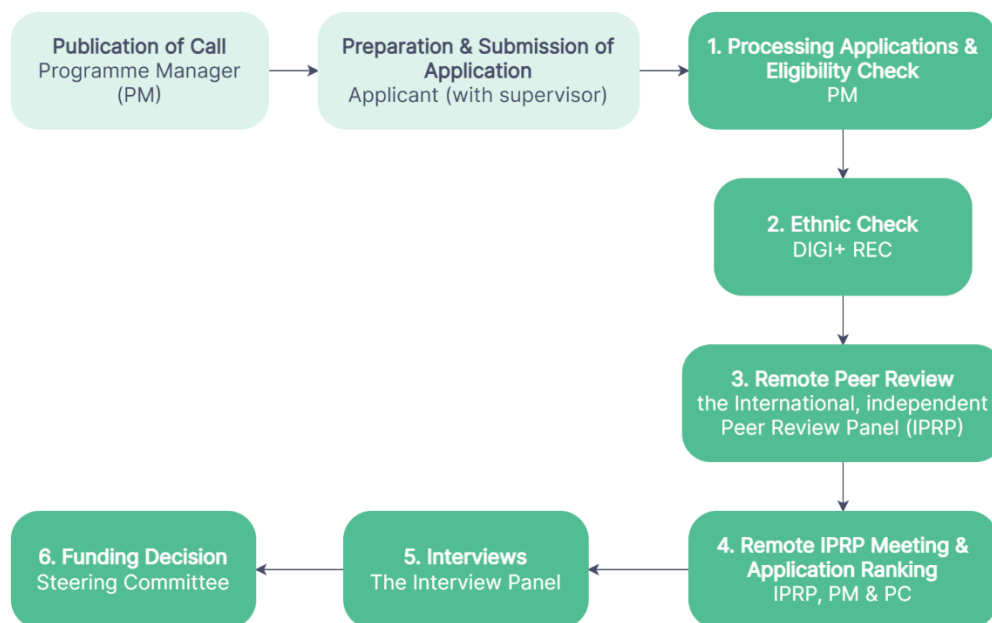 Publication of Call
Programme Manager
(PM)
Preparation & Submission of
Application
Applicant (with supervisor)
1. Processing Applications &
Eligibility Check
PM
2. Ethnic Check
DIGI+ REC
3. Remote Peer Review
the International, independent
Peer Review Panel (IPRP)
4. Remote IPRP Meeting &
Application Ranking
IPRP, PM & PC
5. Interviews
The Interview Panel
6. Funding Decision
Steering Committee